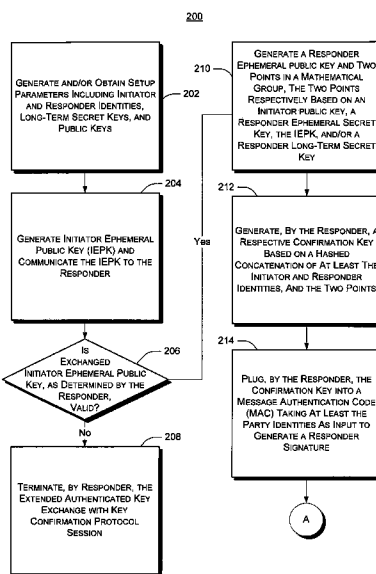 200
GENERATE AND/OR OBTAIN SETUP
PARAMETERS INCLUDING INITIATOR
AND RESPONDER IDENTITIES,
LONG-TERM SECRET KEYS, AND
PUBLIC KEYS
202
204
GENERATE INITIATOR EPHEMERAL
PUBLIC KEY (IEPK) AND
COMMUNICATE THE IEPK TO THE
RESPONDER
206
IS
EXCHANGED
INITIATOR EPHEMERAL PUBLIC
KEY, AS DETERMINED BY THE
RESPONDER,
VALID?
Yes
No
208
TERMINATE, BY RESPONDER, THE
EXTENDED AUTHENTICATED KEY
EXCHANGE WITH KEY
CONFIRMATION PROTOCOL
SESSION
210
GENERATE A RESPONDER
EPHEMERAL PUBLIC KEY AND TWO
POINTS IN A MATHEMATICAL
GROUP, THE TWO POINTS
RESPECTIVELY BASED ON AN
INITIATOR PUBLIC KEY, A
RESPONDER EPHEMERAL SECRET
KEY, THE IEPK, AND/OR A
RESPONDER LONG-TERM SECRET
KEY
212
GENERATE, BY THE RESPONDER, A
RESPECTIVE CONFIRMATION KEY
BASED ON A HASHED
CONCATENATION OF AT LEAST THE
INITIATOR AND RESPONDER
IDENTITIES, AND THE TWO POINTS
214
PLUG, BY THE RESPONDER, THE
CONFIRMATION KEY INTO A
MESSAGE AUTHENTICATION CODE
(MAC) TAKING AT LEAST THE
PARTY IDENTITIES AS INPUT TO
GENERATE A RESPONDER
SIGNATURE
A